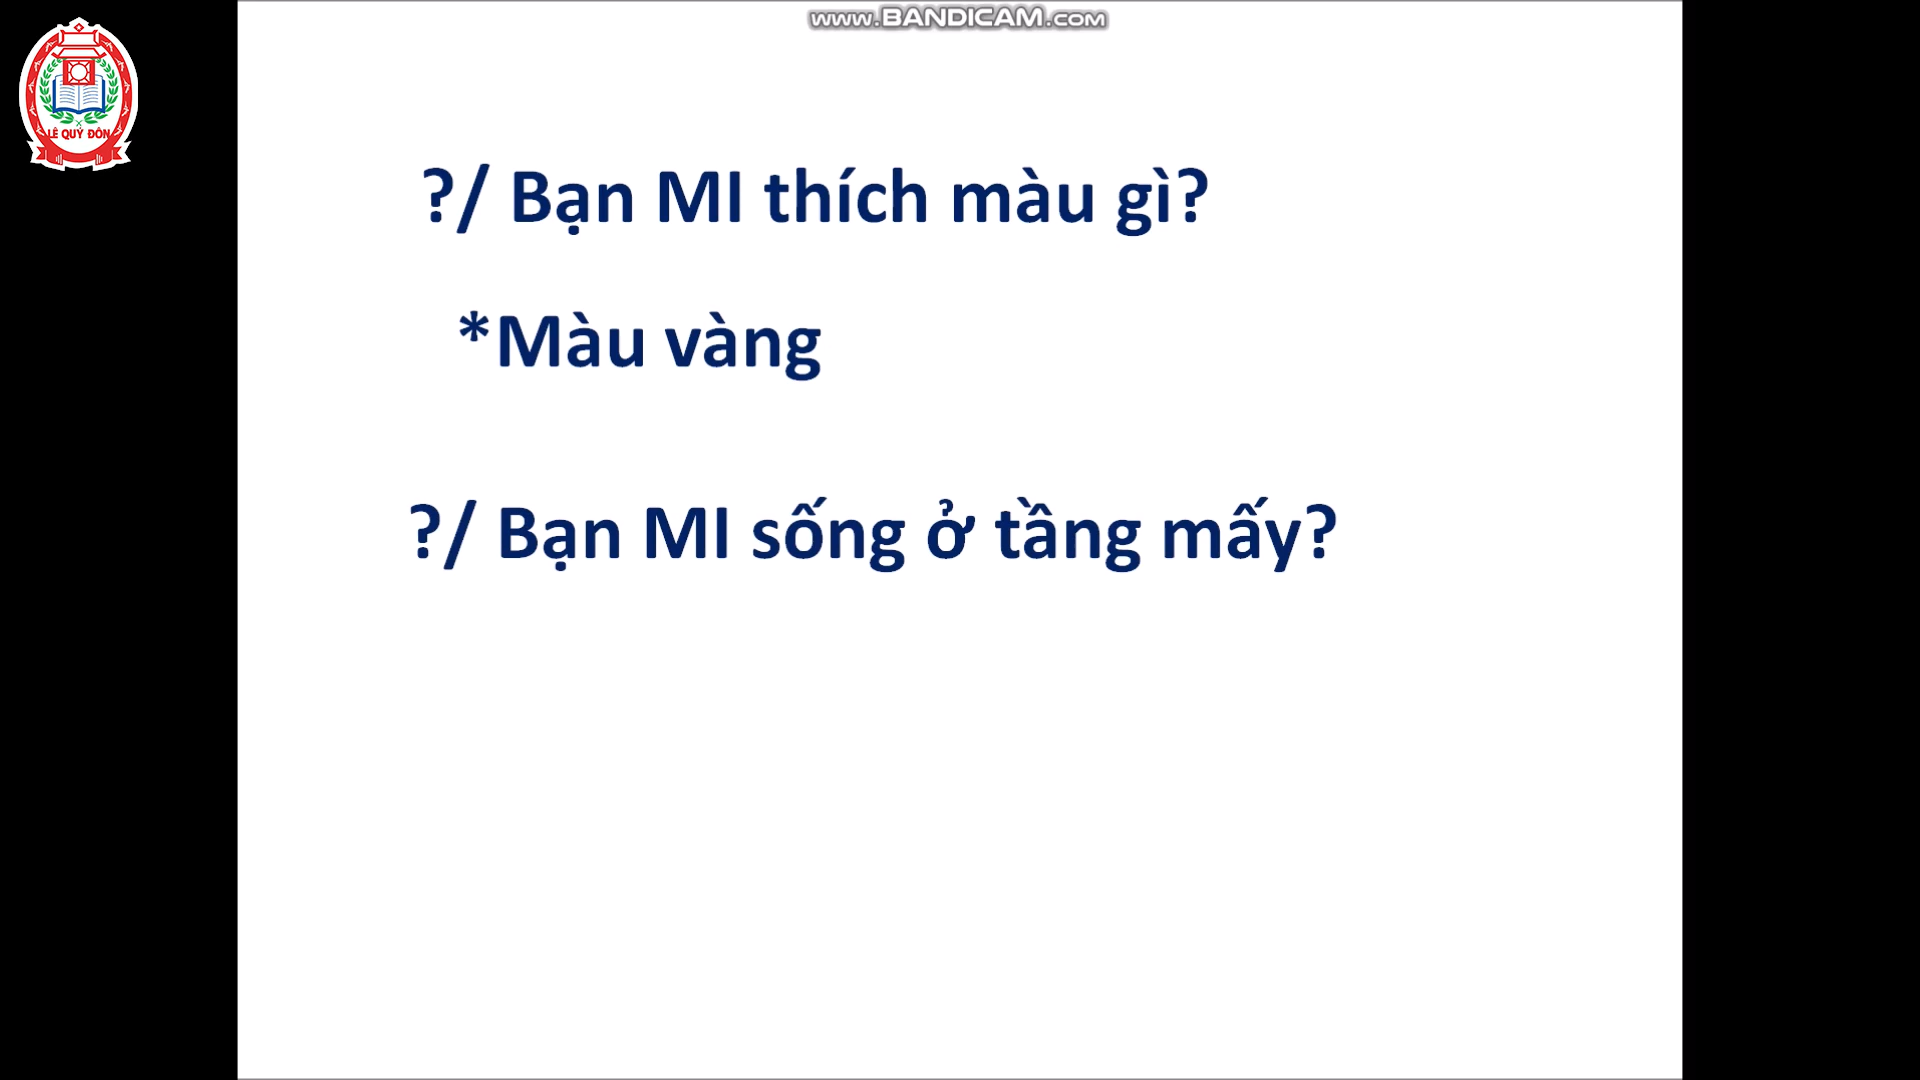 www.BANDICAM.com
LÊ QUÝ ĐÔN
?/ Bạn MI thích màu gì?
*Màu vàng
?/ Bạn MI sống ở tầng mấy?